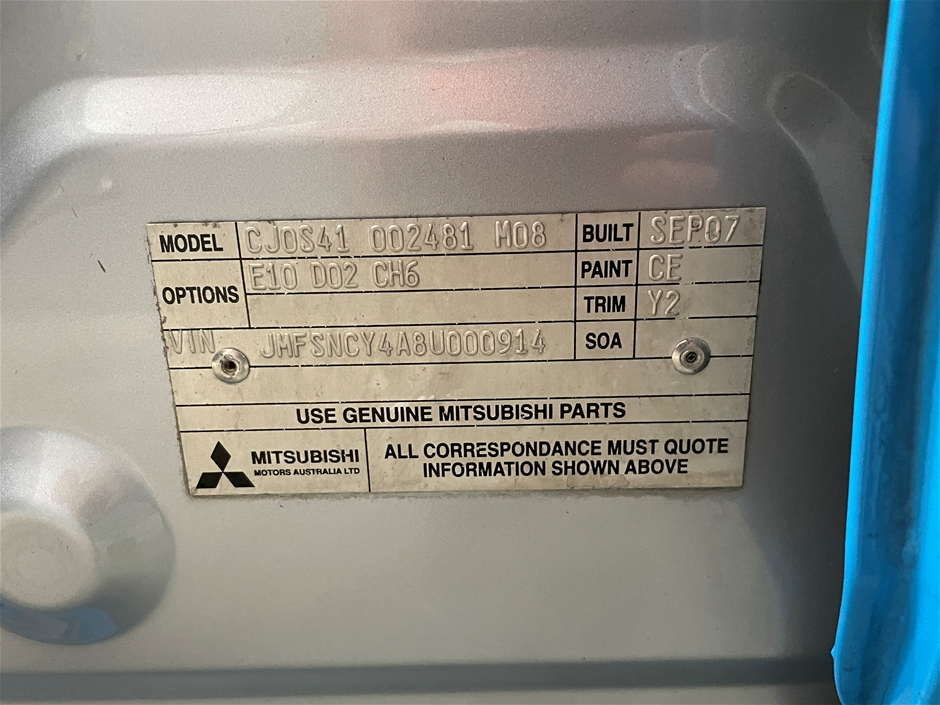 MODEL CJ0S41 002481 M08 BUILT SEP07
OPTIONS E10 D02 CH6 PAINT CE
TRIM Y2
VIN JMFSNCY4A8U000914 SOA
USE GENUINE MITSUBISHI PARTS
MITSUBISHI
MOTORS AUSTRALIA LTD
ALL CORRESPONDANCE MUST QUOTE
INFORMATION SHOWN ABOVE